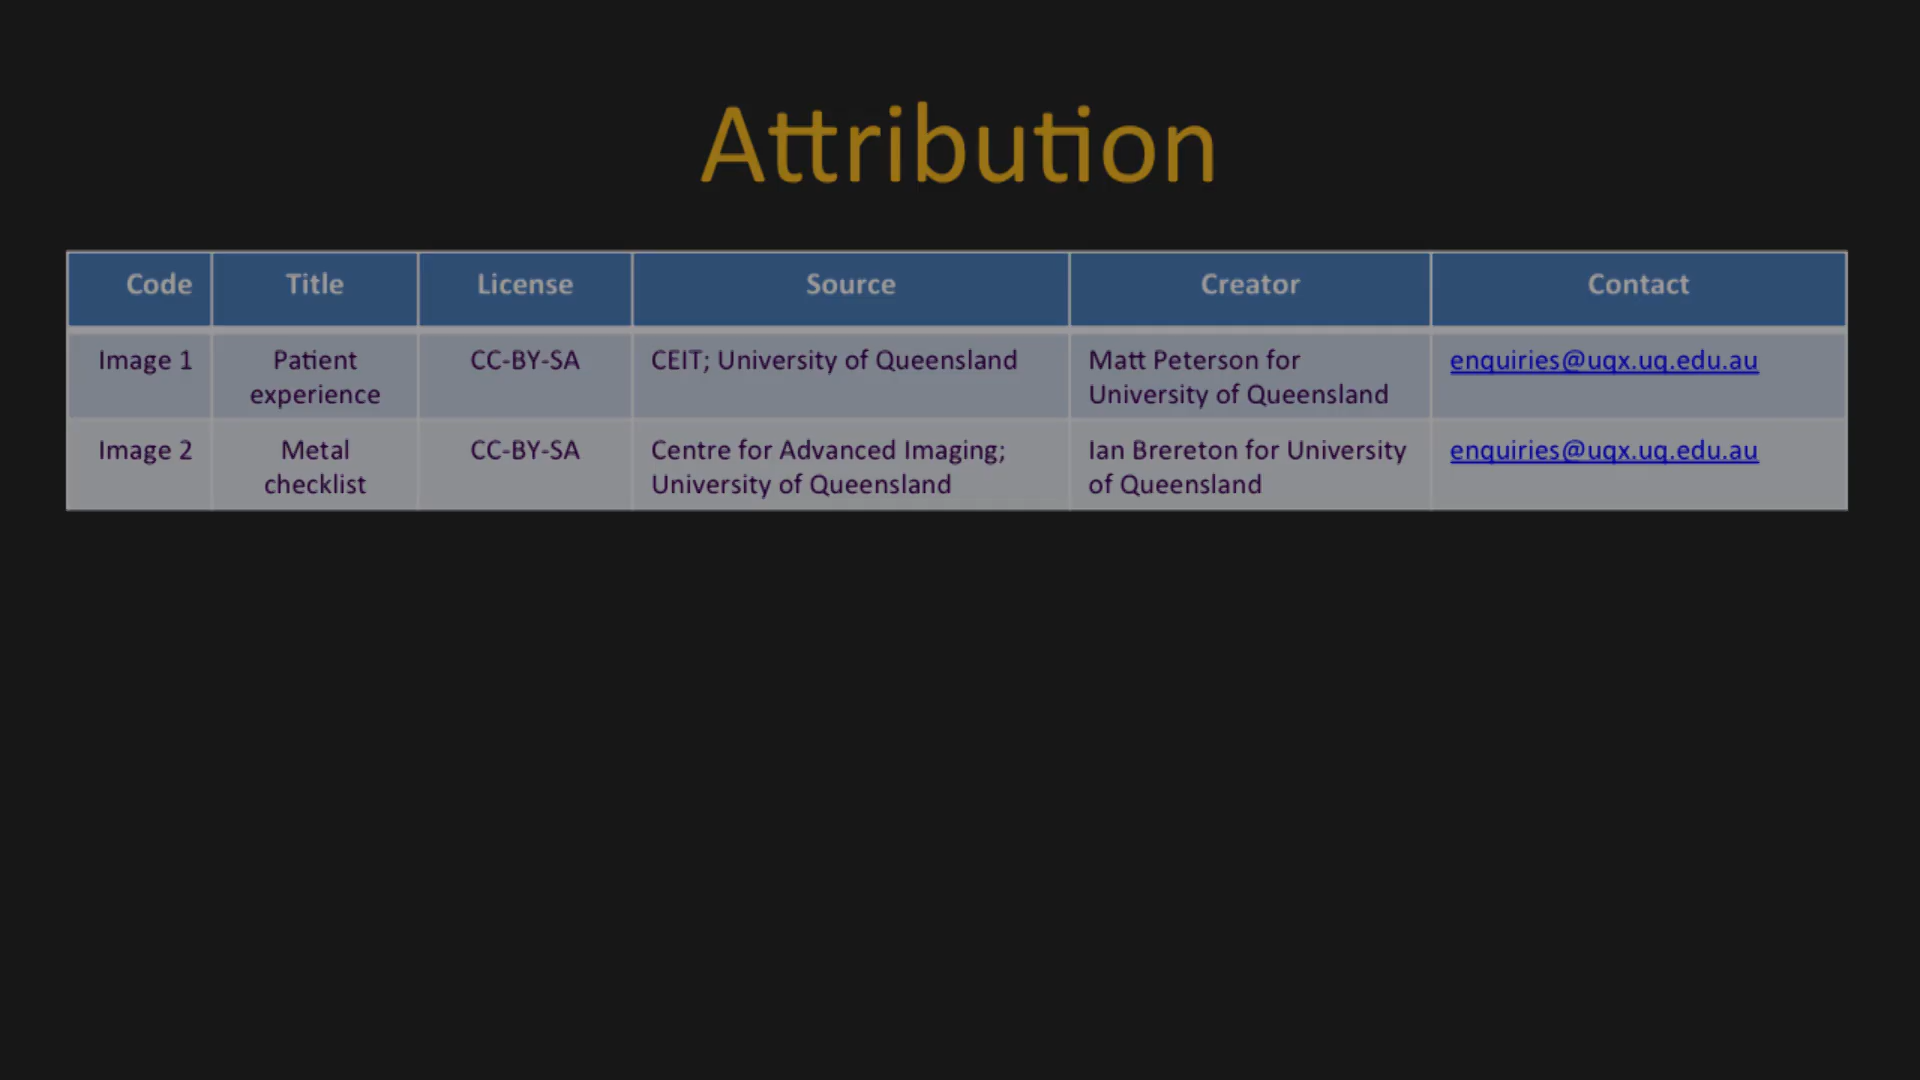 Attribution
Code Title License Source Creator Contact
Image 1 Patient experience CC-BY-SA CEIT; University of Queensland Matt Peterson for University of Queensland enquiries@uqx.uq.edu.au
Image 2 Metal checklist CC-BY-SA Centre for Advanced Imaging; University of Queensland Ian Brereton for University of Queensland enquiries@uqx.uq.edu.au